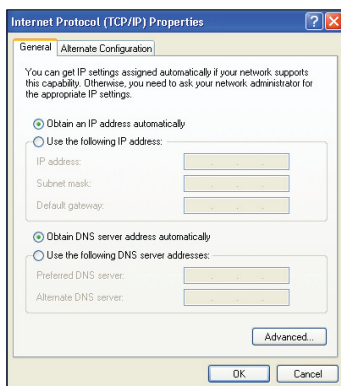 Internet Protocol (TCP/IP) Properties
General
Alternate Configuration
You can get IP settings assigned automatically if your network supports
this capability. Otherwise, you need to ask your network administrator for
the appropriate IP settings.
Obtain an IP address automatically
Use the following IP address:
IP address:
Subnet mask:
Default gateway:
Obtain DNS server address automatically
Use the following DNS server addresses:
Preferred DNS server:
Alternate DNS server:
Advanced...
OK
Cancel